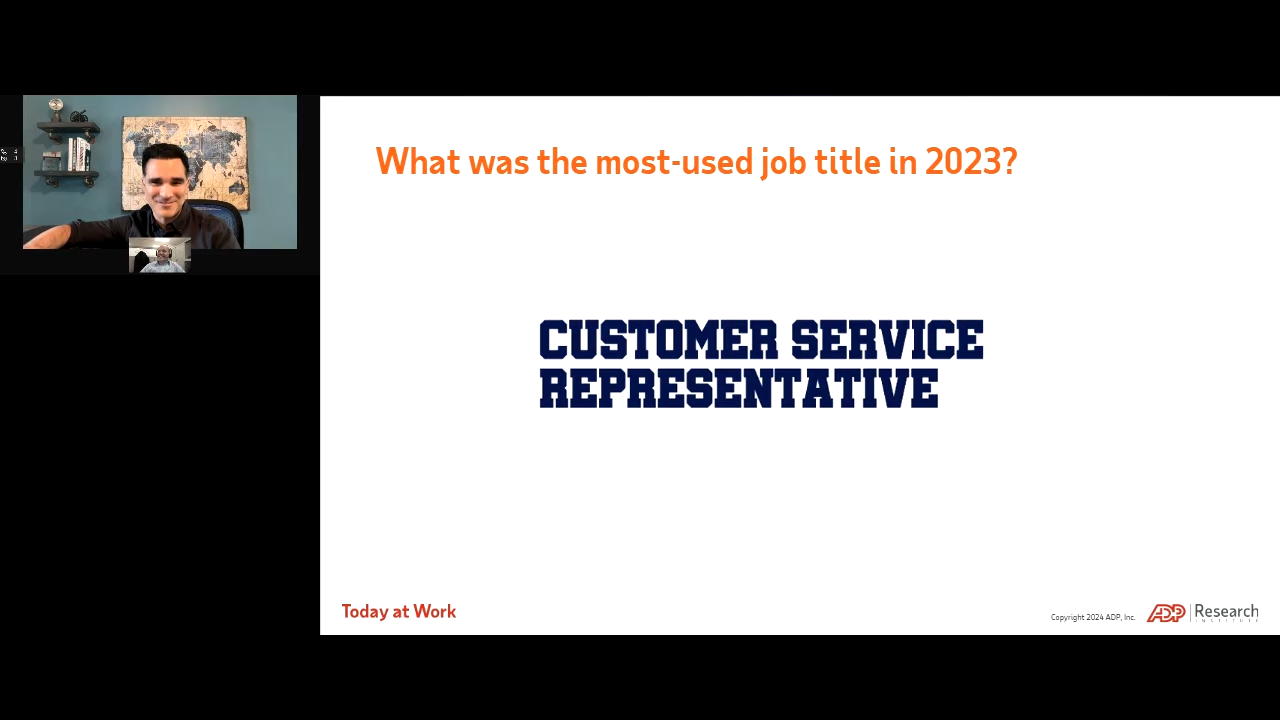 What was the most-used job title in 2023?
CUSTOMER SERVICE
REPRESENTATIVE
Today at Work
Copyright 2024 ADP, Inc.
ADP
Research
INSTITUTE